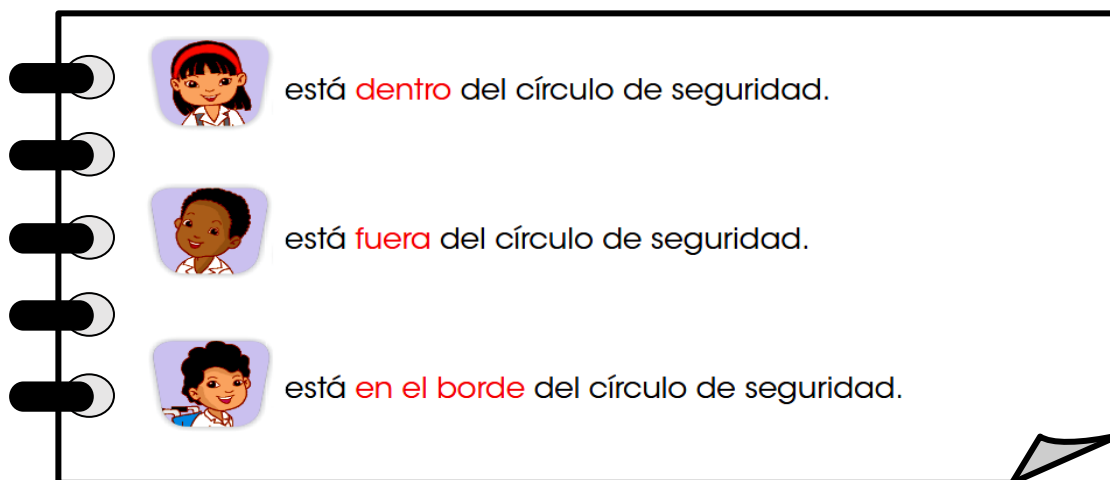 está dentro del círculo de seguridad.
está fuera del círculo de seguridad.
está en el borde del círculo de seguridad.